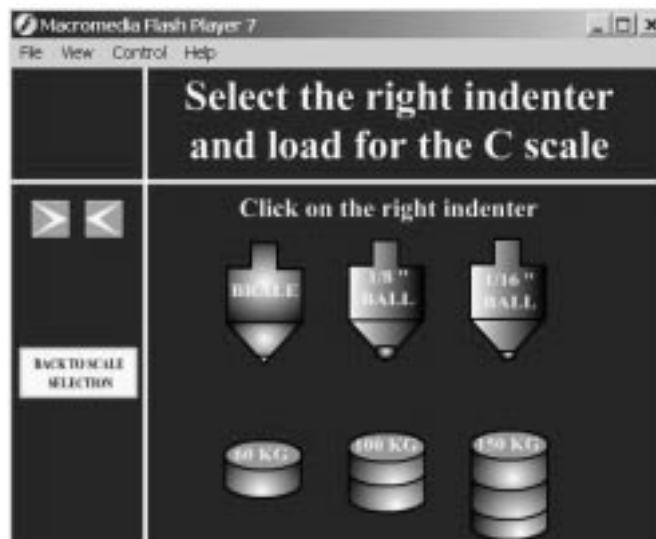 Macromedia Flash Player 7
File View Control Help
Select the right indenter
and load for the C scale
Click on the right indenter
BRALE
1/8 "
BALL
1/16 "
BALL
BACK TO SCALE
SELECTION
60 KG
100 KG
150 KG